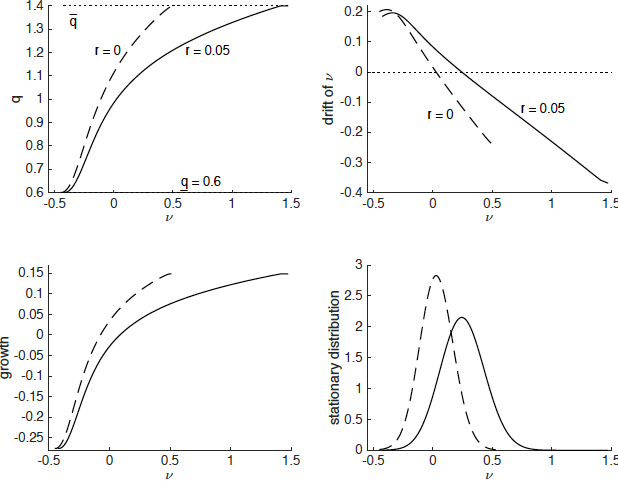 1.4
1.3
1.2
1.1
1
0.9
0.8
0.7
0.6
q
q̅
r = 0
r = 0.05
q̲ = 0.6
-0.5 0 0.5 1 1.5
ν
0.2
0.1
0
-0.1
-0.2
-0.3
-0.4
drift of ν
r = 0
r = 0.05
-0.5 0 0.5 1 1.5
ν
0.15
0.1
0.05
0
-0.05
-0.1
-0.15
-0.2
-0.25
growth
-0.5 0 0.5 1 1.5
ν
3
2.5
2
1.5
1
0.5
0
stationary distribution
-0.5 0 0.5 1 1.5
ν